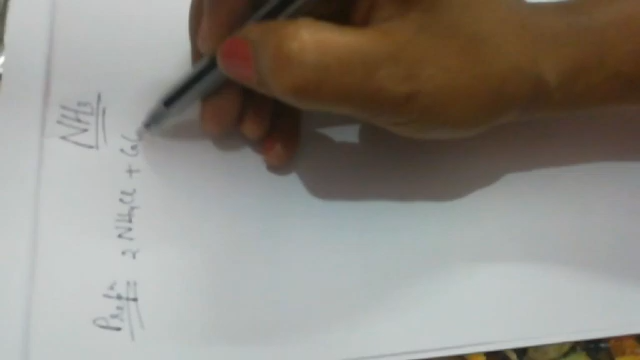 NH3
Prepⁿ = 2 NH4Cl + Ca